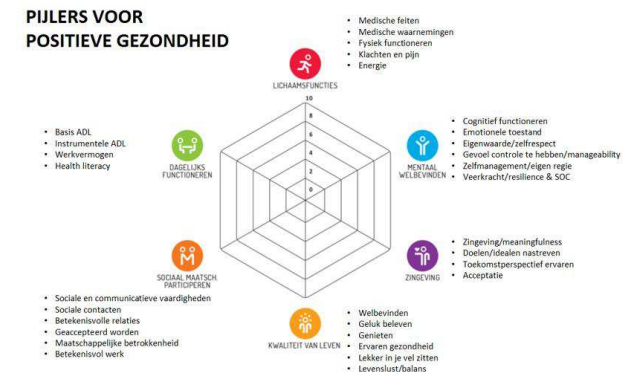 PIJLERS VOOR
POSITIEVE GEZONDHEID
• Medische feiten
• Medische waarnemingen
• Fysiek functioneren
• Klachten en pijn
• Energie
LICHAAMSFUNCTIES
10
8
6
4
2
0
• Cognitief functioneren
• Emotionele toestand
• Eigenwaarde/zelfrespect
• Gevoel controle te hebben/manageability
• Zelfmanagement/eigen regie
• Veerkracht/resilience & SOC
MENTAAL
WELBEVINDEN
• Zingeving/meaningfulness
• Doelen/idealen nastreven
• Toekomstperspectief ervaren
• Acceptatie
ZINGEVING
• Welbevinden
• Geluk beleven
• Genieten
• Ervaren gezondheid
• Lekker in je vel zitten
• Levenslust/balans
KWALITEIT VAN LEVEN
SOCIAAL MAATSCH.
PARTICIPEREN
• Sociale en communicatieve vaardigheden
• Sociale contacten
• Betekenisvolle relaties
• Geaccepteerd worden
• Maatschappelijke betrokkenheid
• Betekenisvol werk
• Basis ADL
• Instrumentele ADL
• Werkvermogen
• Health literacy
DAGELIJKS
FUNCTIONEREN